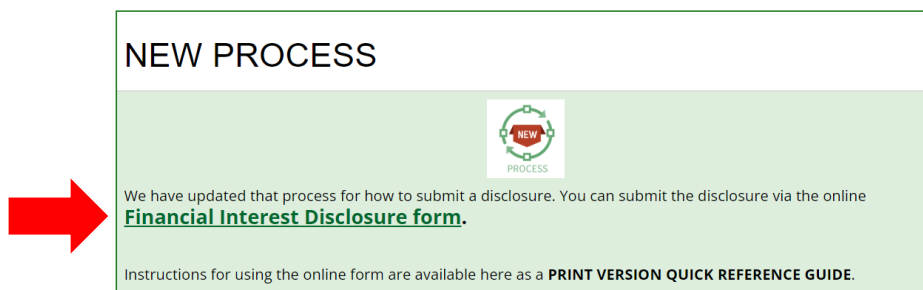 NEW PROCESS
NEW
PROCESS
We have updated that process for how to submit a disclosure. You can submit the disclosure via the online
Financial Interest Disclosure form.
Instructions for using the online form are available here as a PRINT VERSION QUICK REFERENCE GUIDE.